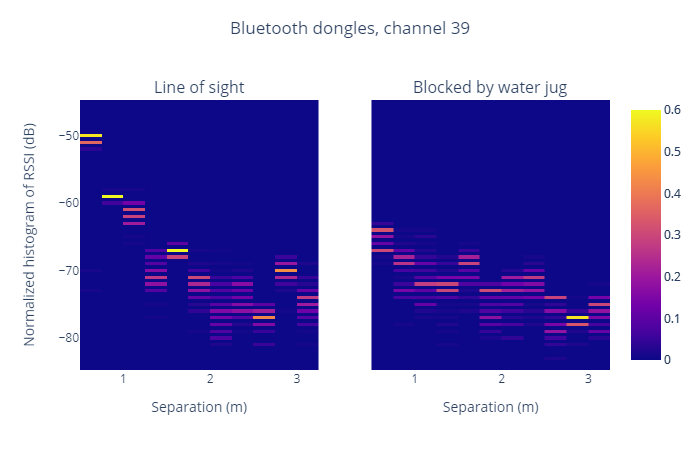 Bluetooth dongles, channel 39
Line of sight
Blocked by water jug
Normalized histogram of RSSI (dB)
−50
−60
−70
−80
1
2
3
1
2
3
Separation (m)
Separation (m)
0.6
0.5
0.4
0.3
0.2
0.1
0